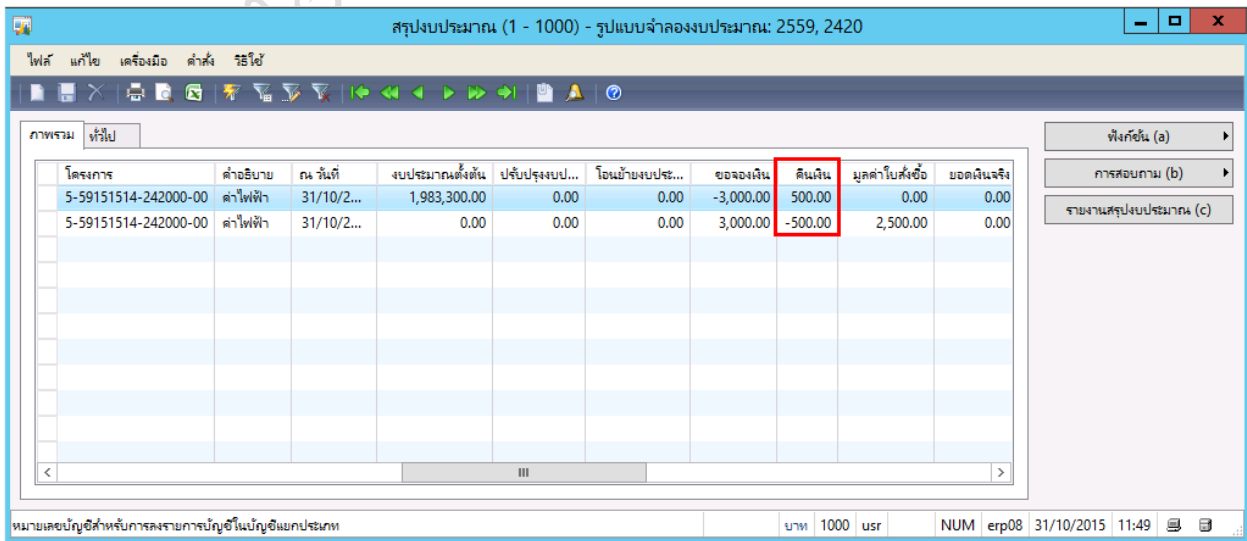 สรุปงบประมาณ (1 - 1000) - รูปแบบจำลองงบประมาณ: 2559, 2420
ไฟล์ แก้ไข เครื่องมือ คำสั่ง วิธีใช้
ภาพรวม ทั่วไป
ฟังก์ชัน (a)
การสอบถาม (b)
รายงานสรุปงบประมาณ (c)
โครงการ คำอธิบาย ณ วันที่ งบประมาณตั้งต้น ปรับปรุงงบป... โอนย้ายงบประ... ขอจองเงิน คืนเงิน มูลค่าใบสั่งซื้อ ยอดเงินจริง
5-59151514-242000-00 ค่าไฟฟ้า 31/10/2... 1,983,300.00 0.00 0.00 -3,000.00 500.00 0.00 0.00
5-59151514-242000-00 ค่าไฟฟ้า 31/10/2... 0.00 0.00 0.00 3,000.00 -500.00 2,500.00 0.00
หมายเลขบัญชีสำหรับการลงรายการบัญชีในบัญชีแยกประเภท บาท 1000 usr NUM erp08 31/10/2015 11:49